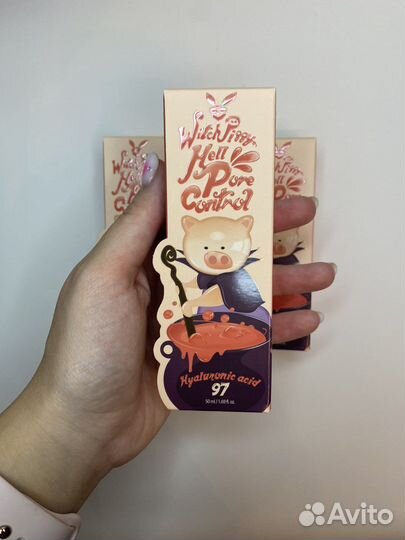 Witch Piggy
Hell
Pore
Control
Hyaluronic acid
97
50 ml / 1.69 fl. oz.
Avito